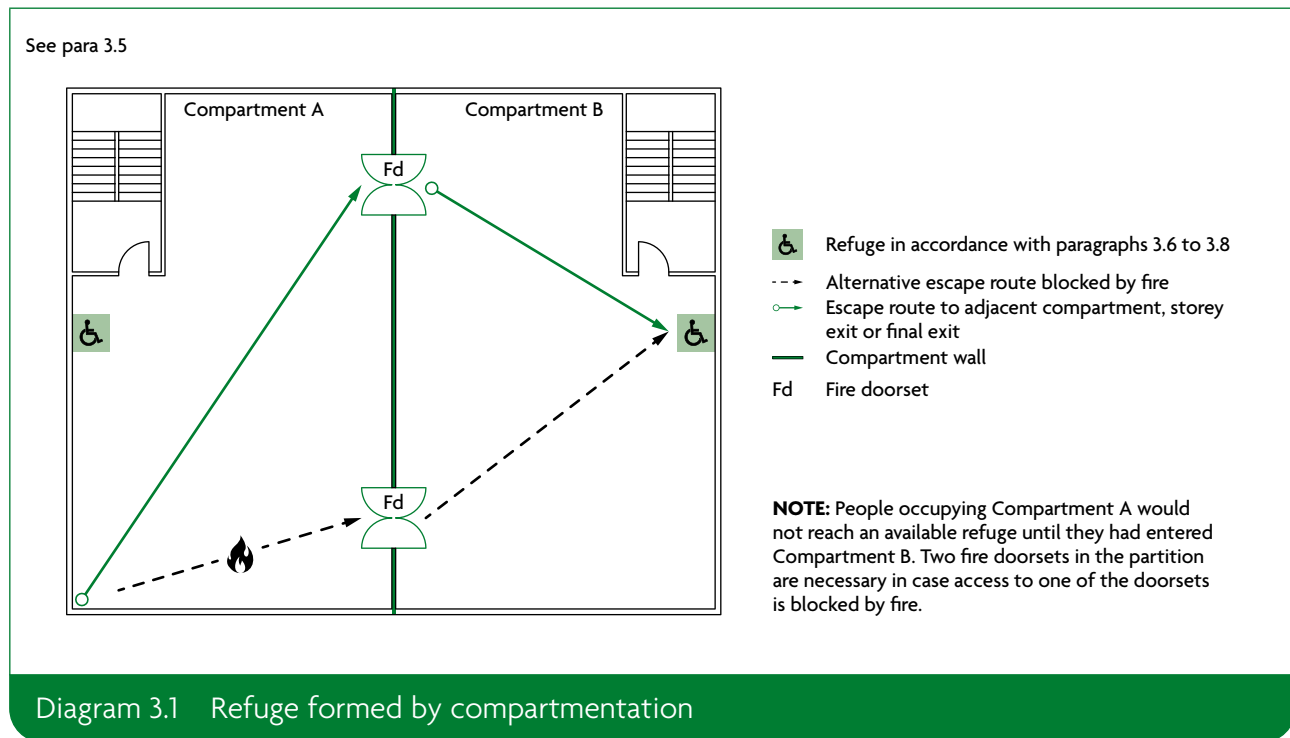 See para 3.5
Compartment A
Compartment B
Fd
Fd
Refuge in accordance with paragraphs 3.6 to 3.8
Alternative escape route blocked by fire
Escape route to adjacent compartment, storey
exit or final exit
Compartment wall
Fd Fire doorset
NOTE: People occupying Compartment A would
not reach an available refuge until they had entered
Compartment B. Two fire doorsets in the partition
are necessary in case access to one of the doorsets
is blocked by fire.
Diagram 3.1 Refuge formed by compartmentation